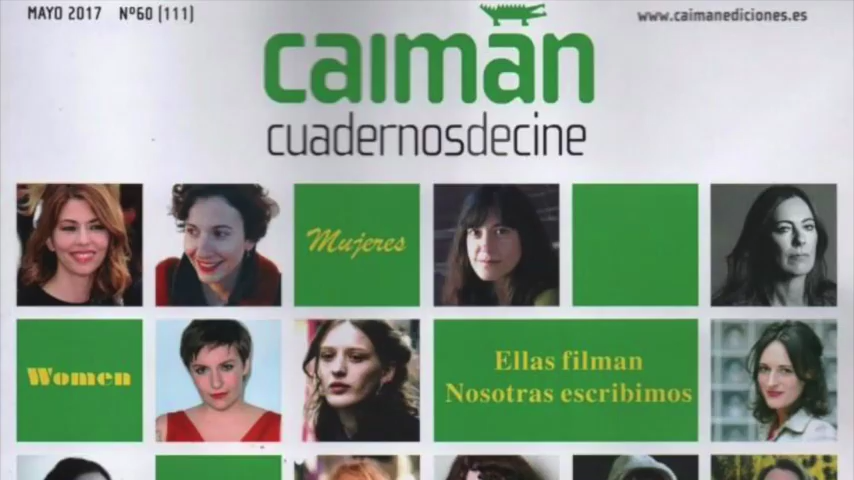 MAYO 2017 Nº60 (111)
www.caimanediciones.es
caimán
cuadernosdecine
Mujeres
Women
Ellas filman
Nosotras escribimos